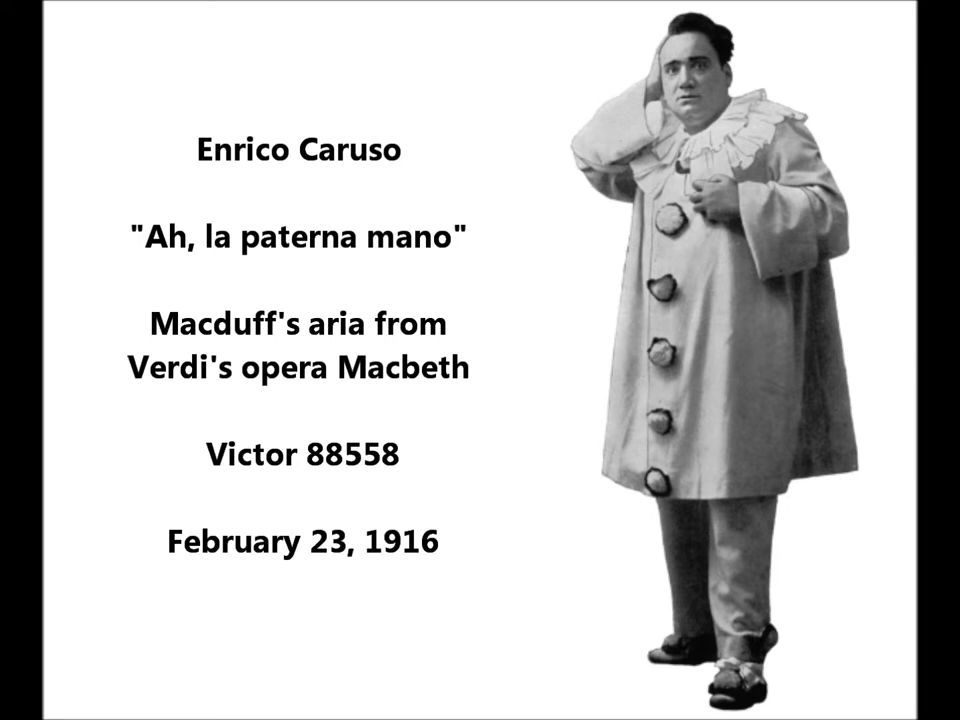 Enrico Caruso
"Ah, la paterna mano"
Macduff's aria from
Verdi's opera Macbeth
Victor 88558
February 23, 1916